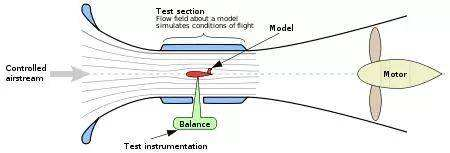 Test section
Flow field about a model
simulates conditions of flight
Model
Controlled
airstream
Motor
Balance
Test instrumentation